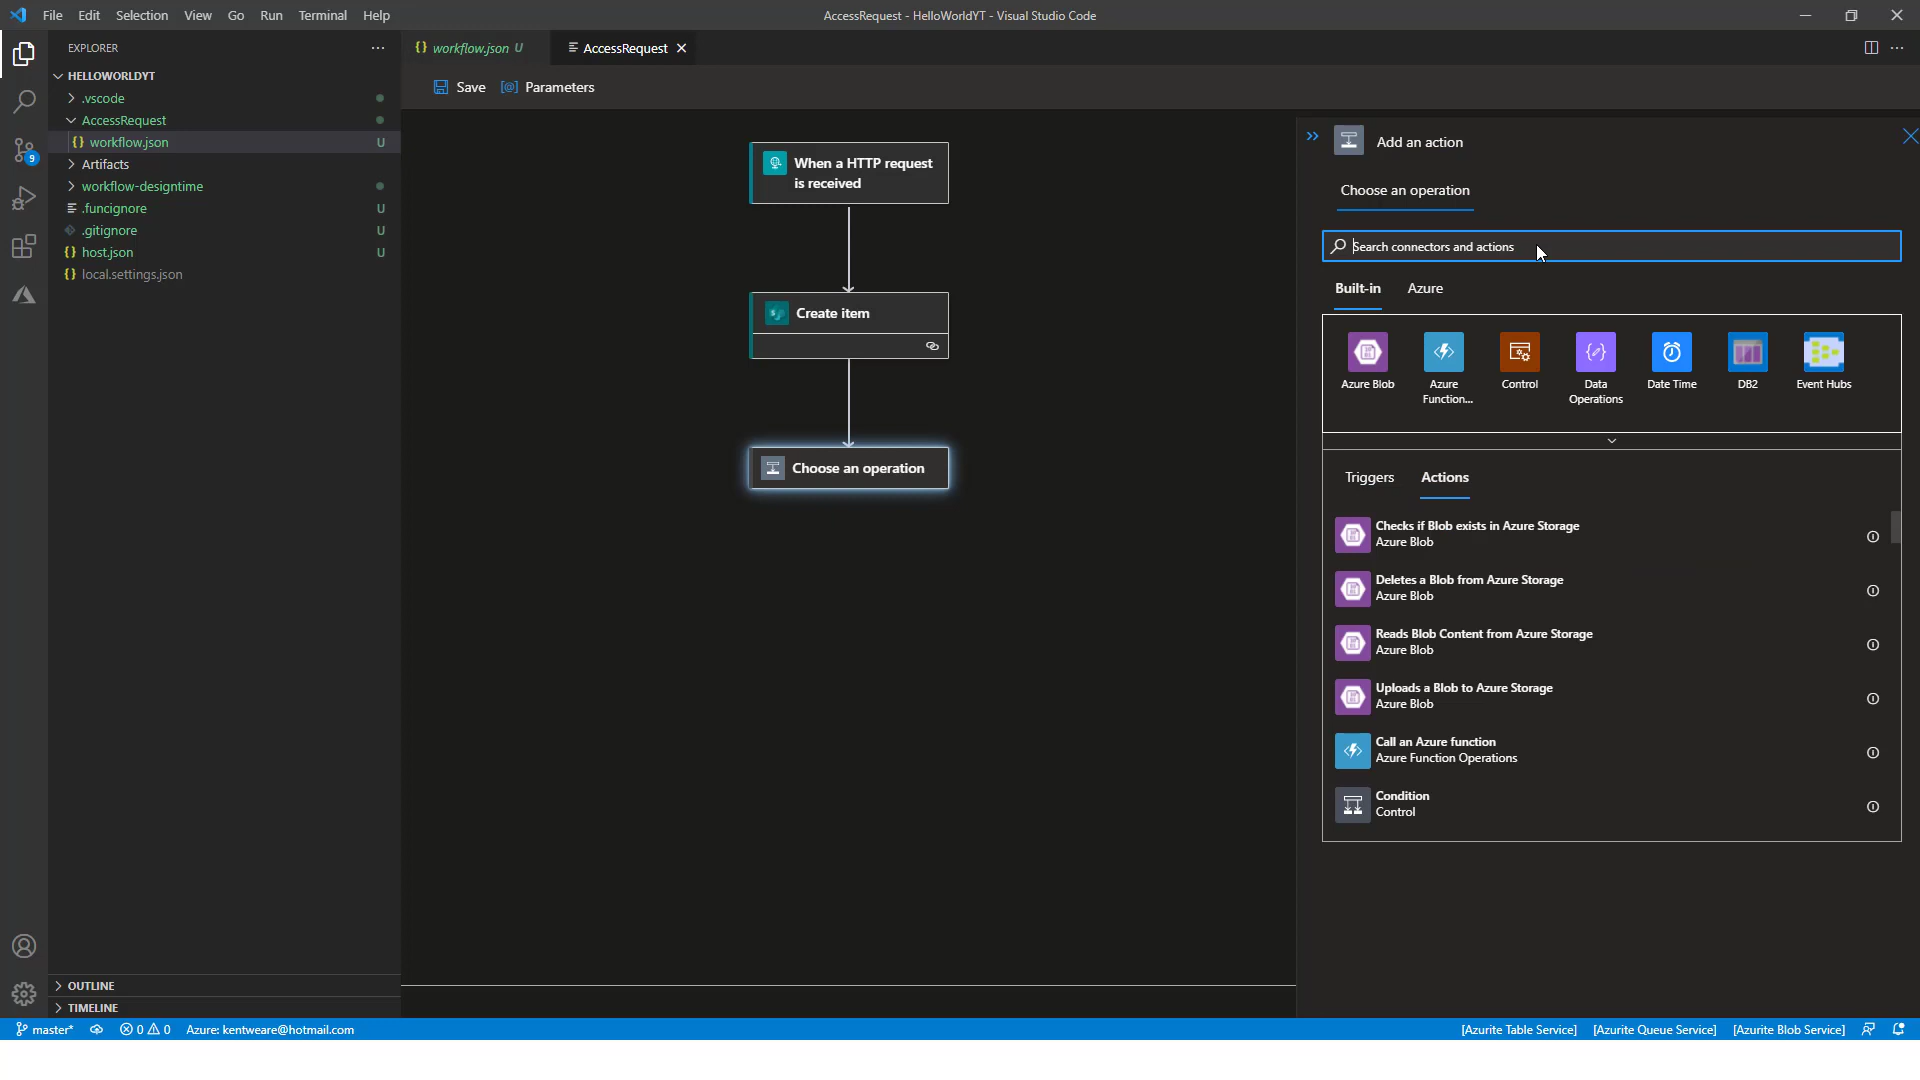 File Edit Selection View Go Run Terminal Help
AccessRequest - HelloWorldYT - Visual Studio Code
EXPLORER
HELLOWORLDYT
.vscode
AccessRequest
workflow.json U
Artifacts
workflow-designtime
.funcignore U
.gitignore U
host.json U
local.settings.json
OUTLINE
TIMELINE
9
workflow.json U
AccessRequest
Save
Parameters
When a HTTP request
is received
Create item
Choose an operation
Add an action
Choose an operation
Search connectors and actions
Built-in Azure
Azure Blob
Azure
Function...
Control
Data
Operations
Date Time
DB2
Event Hubs
Triggers Actions
Checks if Blob exists in Azure Storage
Azure Blob
Deletes a Blob from Azure Storage
Azure Blob
Reads Blob Content from Azure Storage
Azure Blob
Uploads a Blob to Azure Storage
Azure Blob
Call an Azure function
Azure Function Operations
Condition
Control
master* 0 0 Azure: kentweare@hotmail.com
[Azurite Table Service] [Azurite Queue Service] [Azurite Blob Service]